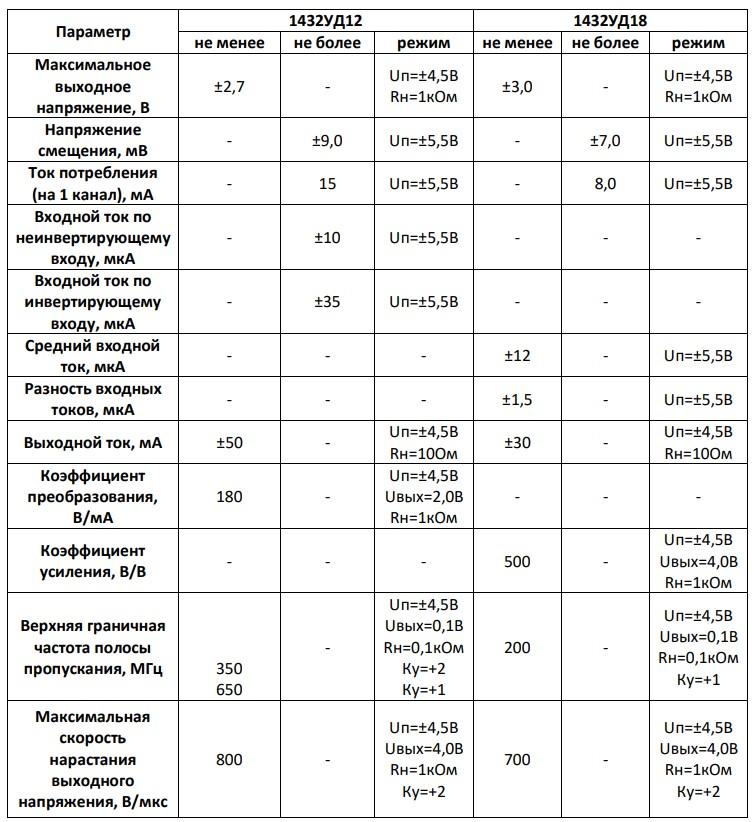 Параметр 1432УД12 1432УД18
не менее не более режим не менее не более режим
Максимальное
выходное
напряжение, В ±2,7 - Uп=±4,5В
Rн=1кОм ±3,0 - Uп=±4,5В
Rн=1кОм
Напряжение
смещения, мВ - ±9,0 Uп=±5,5В - ±7,0 Uп=±5,5В
Ток потребления
(на 1 канал), мА - 15 Uп=±5,5В - 8,0 Uп=±5,5В
Входной ток по
неинвертирующему
входу, мкА - ±10 Uп=±5,5В - - -
Входной ток по
инвертирующему
входу, мкА - ±35 Uп=±5,5В - - -
Средний входной
ток, мкА - - - ±12 - Uп=±5,5В
Разность входных
токов, мкА - - - ±1,5 - Uп=±5,5В
Выходной ток, мА ±50 - Uп=±4,5В
Rн=10Ом ±30 - Uп=±4,5В
Rн=10Ом
Коэффициент
преобразования,
В/мА 180 - Uп=±4,5В
Uвых=2,0В
Rн=1кОм - - -
Коэффициент
усиления, В/В - - - 500 - Uп=±4,5В
Uвых=4,0В
Rн=1кОм
Верхняя граничная
частота полосы
пропускания, МГц 350
650 - Uп=±4,5В
Uвых=0,1В
Rн=0,1кОм
Ку=+2
Ку=+1 200 - Uп=±4,5В
Uвых=0,1В
Rн=0,1кОм
Ку=+1
Максимальная
скорость
нарастания
выходного
напряжения, В/мкс 800 - Uп=±4,5В
Uвых=4,0В
Rн=1кОм
Ку=+2 700 - Uп=±4,5В
Uвых=4,0В
Rн=1кОм
Ку=+2